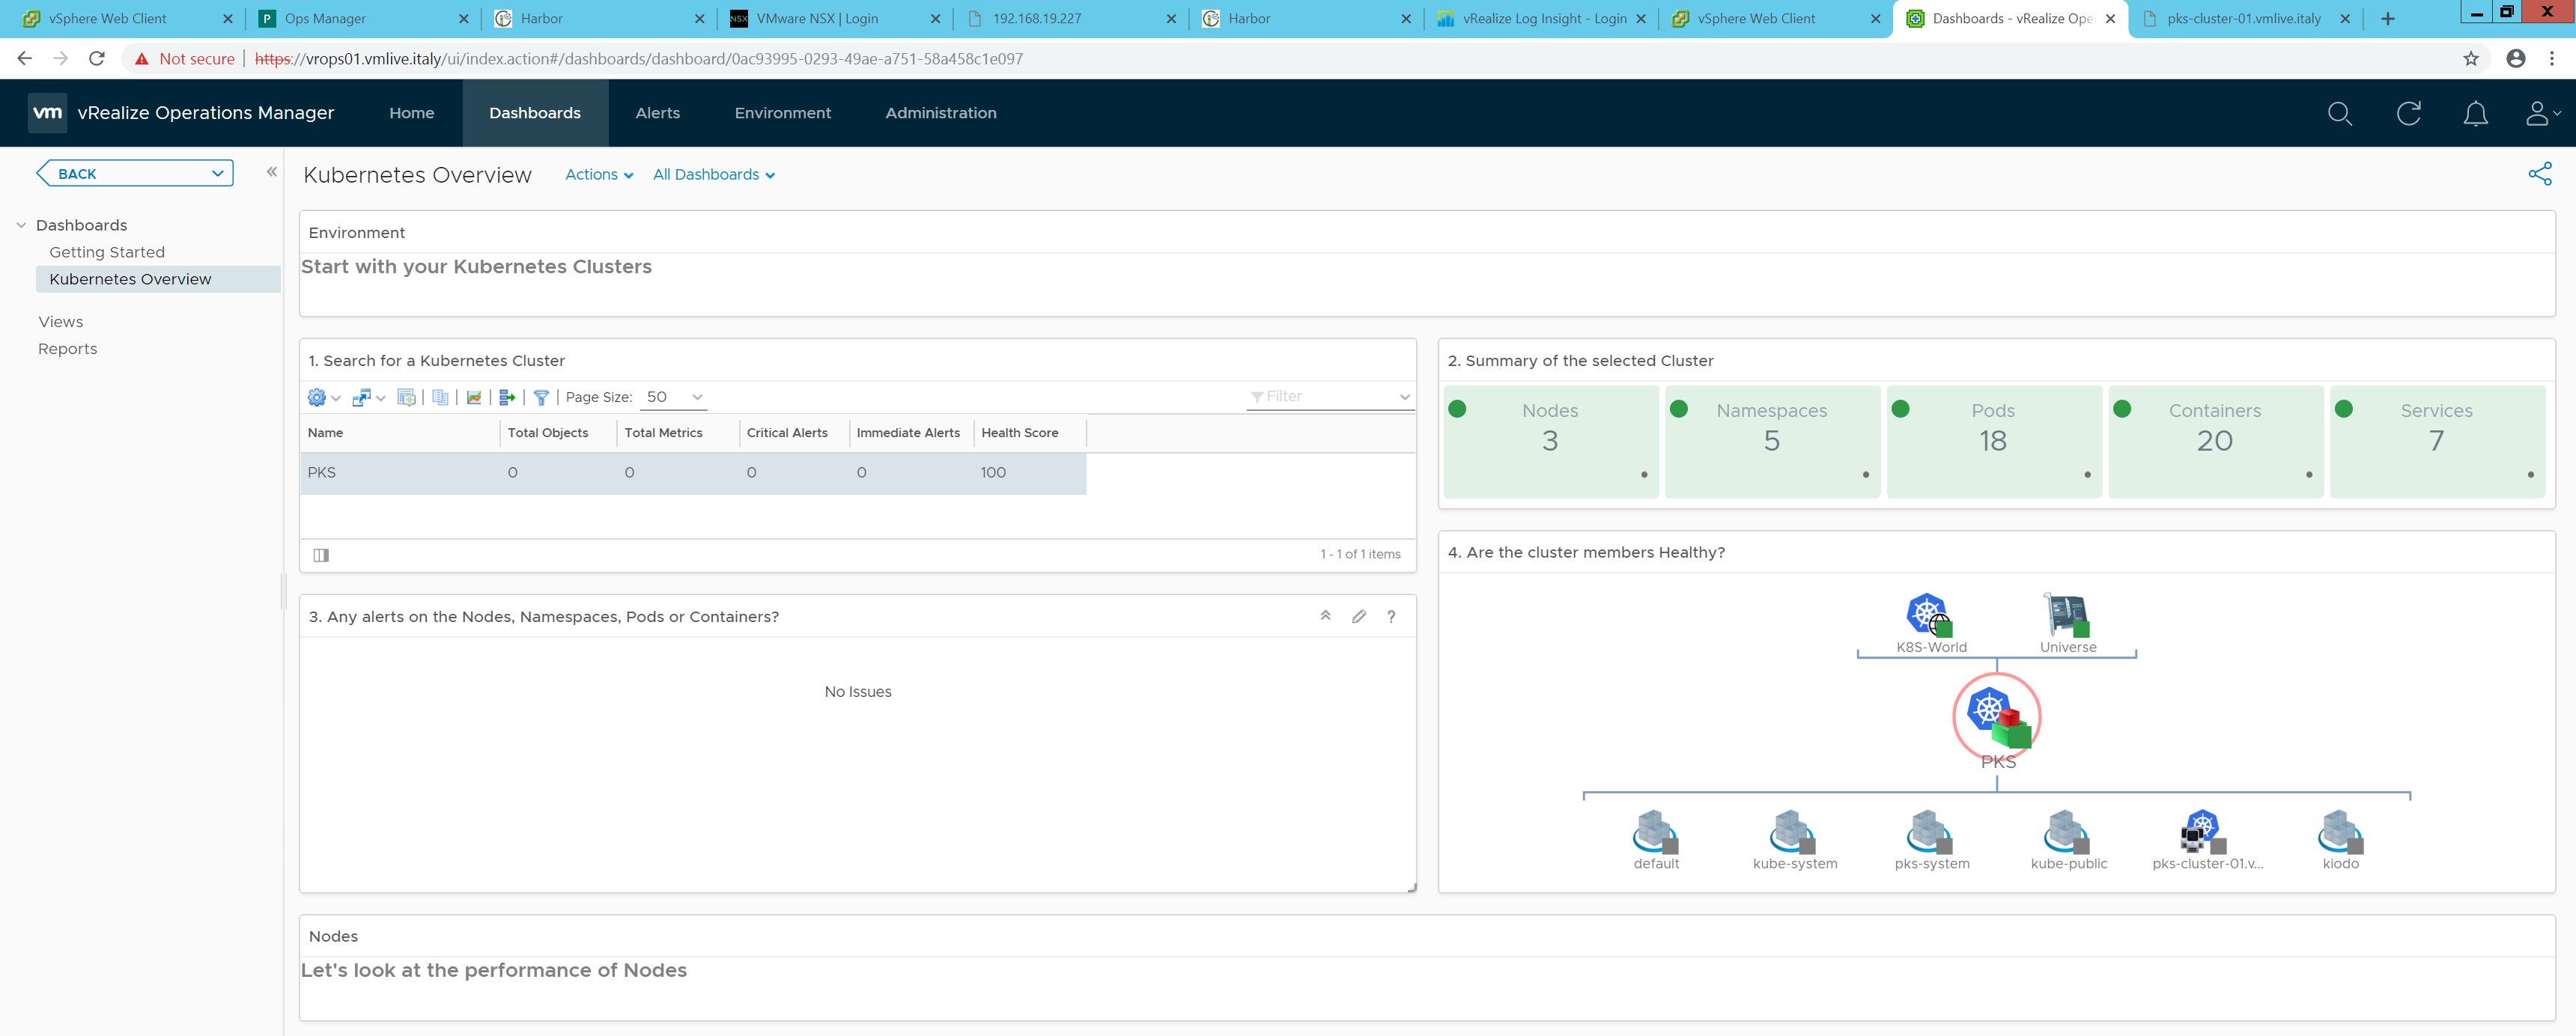 vSphere Web Client
Ops Manager
Harbor
VMware NSX | Login
192.168.19.227
Harbor
vRealize Log Insight - Login
vSphere Web Client
Dashboards - vRealize Ope
pks-cluster-01.vmlive.italy
Not secure | https://vrops01.vmlive.italy/ui/index.action#/dashboards/dashboard/0ac93995-0293-49ae-a751-58a458c1e097
vm vRealize Operations Manager
Home
Dashboards
Alerts
Environment
Administration
BACK
Dashboards
Getting Started
Kubernetes Overview
Views
Reports
Kubernetes Overview
Actions
All Dashboards
Environment
Start with your Kubernetes Clusters
1. Search for a Kubernetes Cluster
Page Size: 50
Filter
Name Total Objects Total Metrics Critical Alerts Immediate Alerts Health Score
PKS 0 0 0 0 100
1 - 1 of 1 items
2. Summary of the selected Cluster
Nodes
3
Namespaces
5
Pods
18
Containers
20
Services
7
3. Any alerts on the Nodes, Namespaces, Pods or Containers?
?
No Issues
4. Are the cluster members Healthy?
K8S-World
Universe
PKS
default
kube-system
pks-system
kube-public
pks-cluster-01.v...
kiodo
Nodes
Let's look at the performance of Nodes